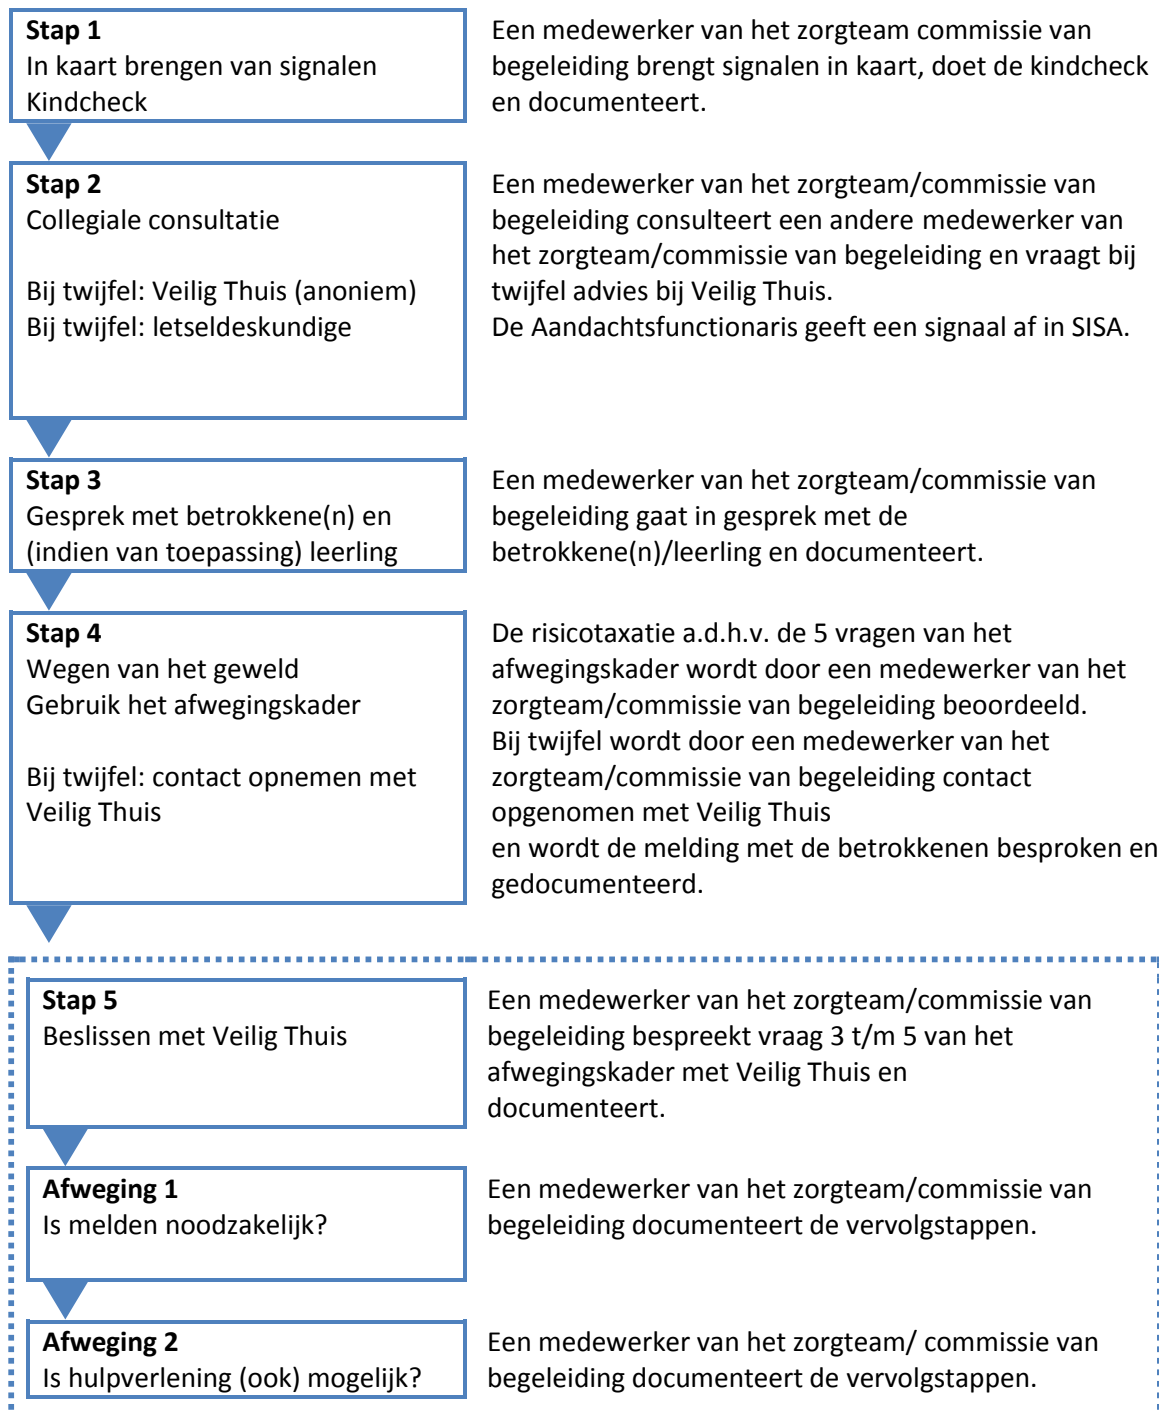 Stap 1
In kaart brengen van signalen
Kindcheck
Een medewerker van het zorgteam commissie van
begeleiding brengt signalen in kaart, doet de kindcheck
en documenteert.
Stap 2
Collegiale consultatie
Bij twijfel: Veilig Thuis (anoniem)
Bij twijfel: letseldeskundige
Een medewerker van het zorgteam/commissie van
begeleiding consulteert een andere medewerker van
het zorgteam/commissie van begeleiding en vraagt bij
twijfel advies bij Veilig Thuis.
De Aandachtsfunctionaris geeft een signaal af in SISA.
Stap 3
Gesprek met betrokkene(n) en
(indien van toepassing) leerling
Een medewerker van het zorgteam/commissie van
begeleiding gaat in gesprek met de
betrokkene(n)/leerling en documenteert.
Stap 4
Wegen van het geweld
Gebruik het afwegingskader
Bij twijfel: contact opnemen met
Veilig Thuis
De risicotaxatie a.d.h.v. de 5 vragen van het
afwegingskader wordt door een medewerker van het
zorgteam/commissie van begeleiding beoordeeld.
Bij twijfel wordt door een medewerker van het
zorgteam/commissie van begeleiding contact
opgenomen met Veilig Thuis
en wordt de melding met de betrokkenen besproken en
gedocumenteerd.
Stap 5
Beslissen met Veilig Thuis
Een medewerker van het zorgteam/commissie van
begeleiding bespreekt vraag 3 t/m 5 van het
afwegingskader met Veilig Thuis en
documenteert.
Afweging 1
Is melden noodzakelijk?
Een medewerker van het zorgteam/commissie van
begeleiding documenteert de vervolgstappen.
Afweging 2
Is hulpverlening (ook) mogelijk?
Een medewerker van het zorgteam/ commissie van
begeleiding documenteert de vervolgstappen.